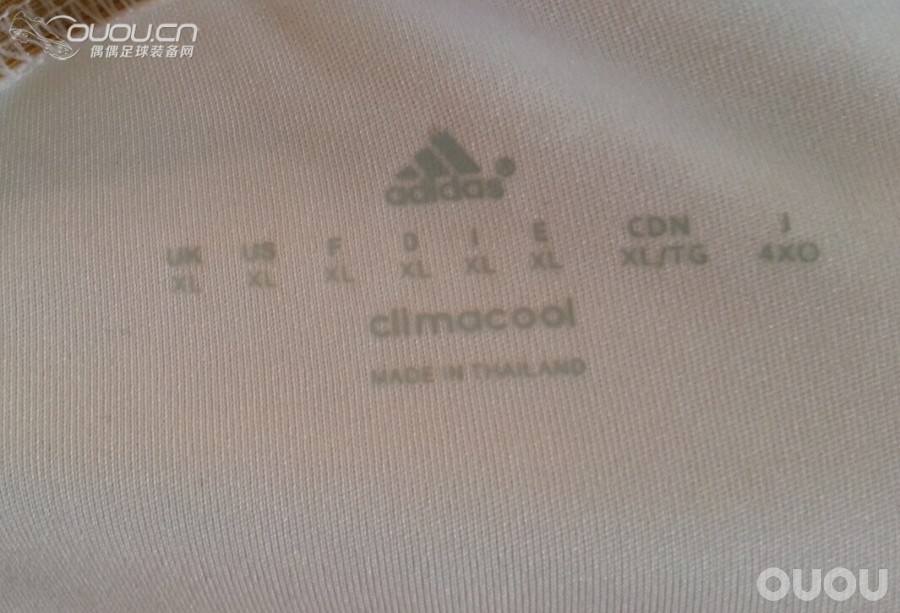 OUOU.CN
偶偶足球装备网
adidas
UK US F D I E CDN J
XL XL XL XL XL XL XL/TG 4XO
climacool
MADE IN THAILAND
OUOU